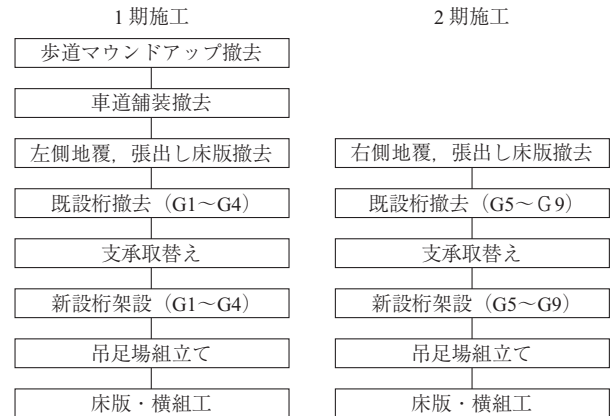 1 期施工
歩道マウンドアップ撤去
車道舗装撤去
左側地覆，張出し床版撤去
既設桁撤去（G1～G4）
支承取替え
新設桁架設（G1～G4）
吊足場組立て
床版・横組工
2 期施工
右側地覆，張出し床版撤去
既設桁撤去（G5～Ｇ9）
支承取替え
新設桁架設（G5～G9）
吊足場組立て
床版・横組工